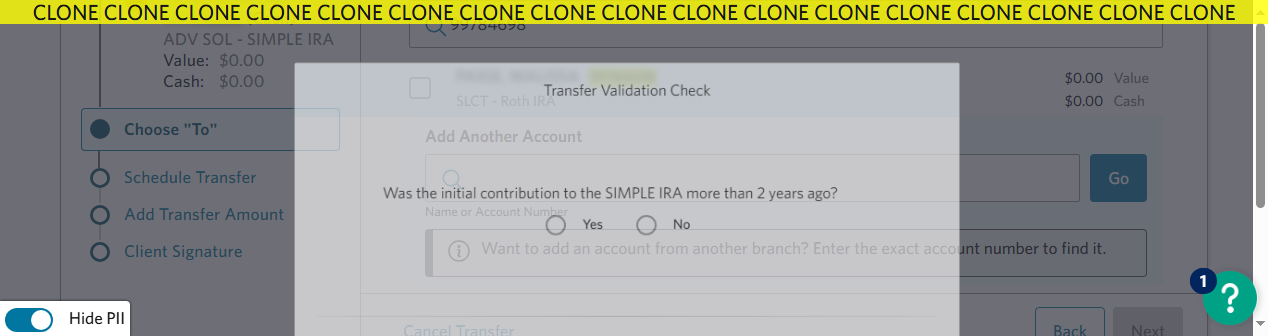 CLONE CLONE CLONE CLONE CLONE CLONE CLONE CLONE CLONE CLONE CLONE CLONE CLONE CLONE CLONE CLONE CLONE
ADV SOL - SIMPLE IRA
Value: $0.00
Cash: $0.00
Choose "To"
Schedule Transfer
Add Transfer Amount
Client Signature
99784698
$0.00 Value
SLCT - Roth IRA
$0.00 Cash
Transfer Validation Check
Add Another Account
Go
Was the initial contribution to the SIMPLE IRA more than 2 years ago?
Name or Account Number
Yes No
Want to add an account from another branch? Enter the exact account number to find it.
Cancel Transfer
Back Next
1
?
Hide PII